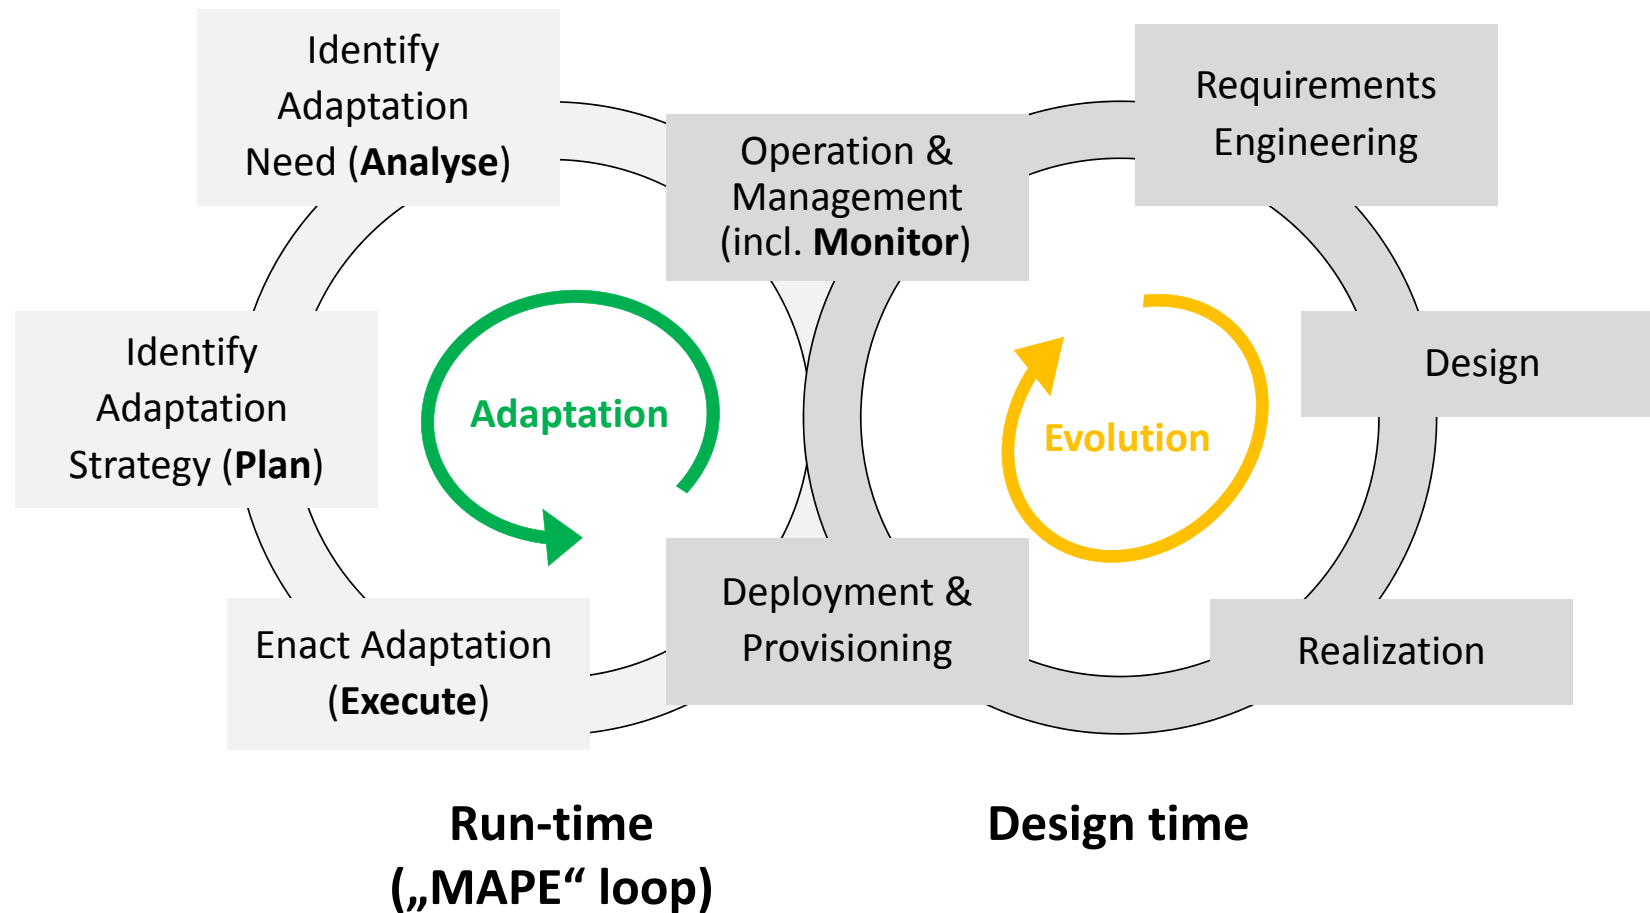 Identify
Adaptation
Need (Analyse)
Operation &
Management
(incl. Monitor)
Requirements
Engineering
Identify
Adaptation
Strategy (Plan)
Adaptation
Evolution
Design
Enact Adaptation
(Execute)
Deployment &
Provisioning
Realization
Run-time
(„MAPE“ loop)
Design time